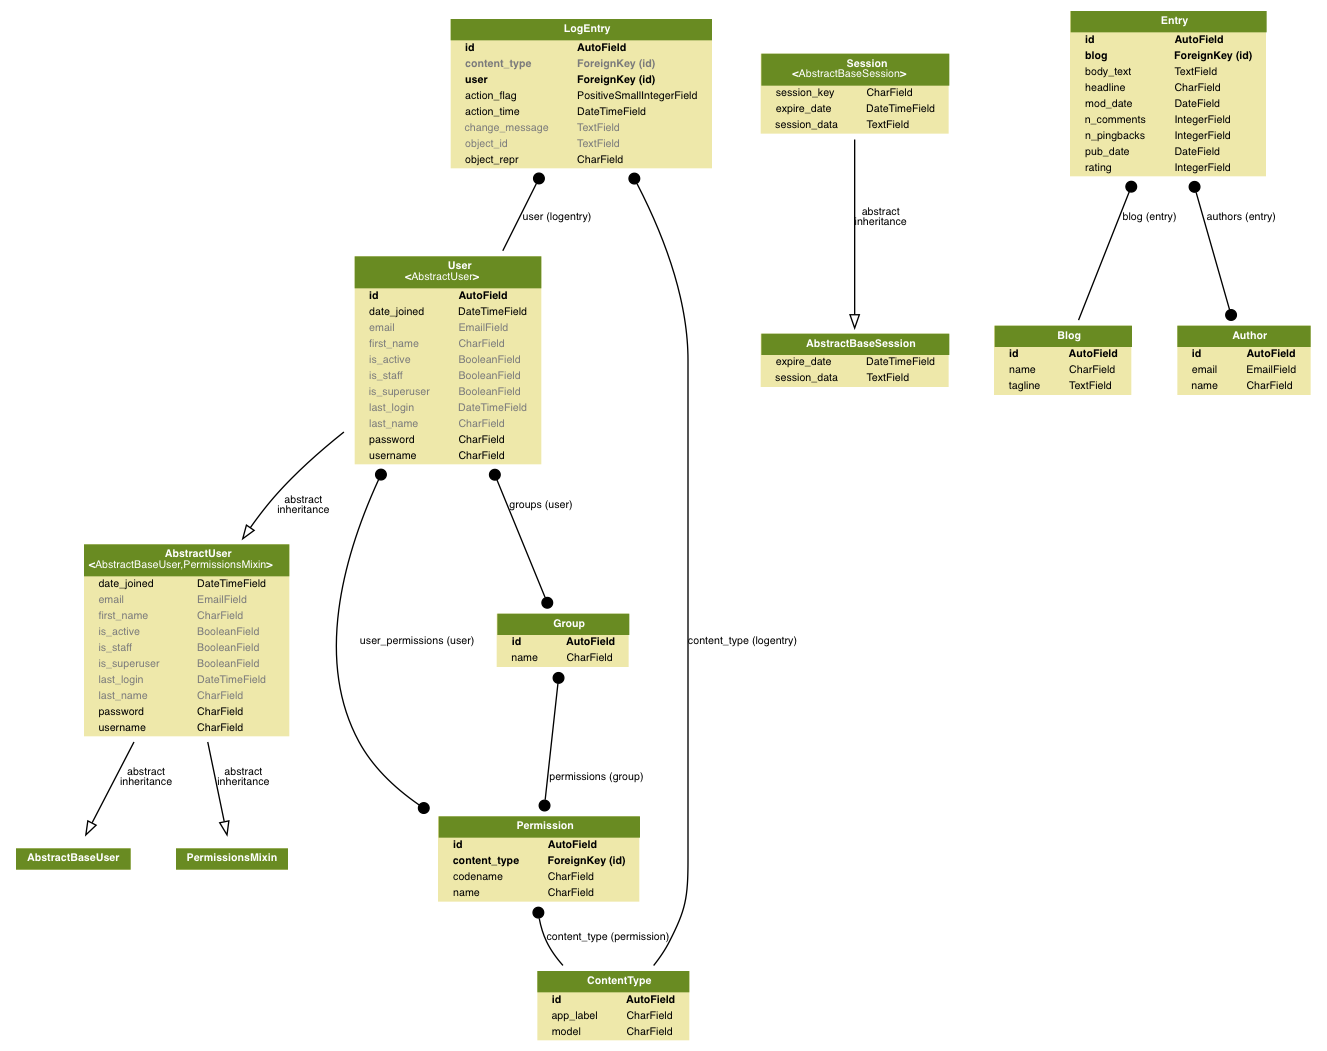 LogEntry
id AutoField
content_type ForeignKey (id)
user ForeignKey (id)
action_flag PositiveSmallIntegerField
action_time DateTimeField
change_message TextField
object_id TextField
object_repr CharField
Session
<AbstractBaseSession>
session_key CharField
expire_date DateTimeField
session_data TextField
Entry
id AutoField
blog ForeignKey (id)
body_text TextField
headline CharField
mod_date DateField
n_comments IntegerField
n_pingbacks IntegerField
pub_date DateField
rating IntegerField
user (logentry)
abstract
inheritance
blog (entry)
authors (entry)
User
<AbstractUser>
id AutoField
date_joined DateTimeField
email EmailField
first_name CharField
is_active BooleanField
is_staff BooleanField
is_superuser BooleanField
last_login DateTimeField
last_name CharField
password CharField
username CharField
AbstractBaseSession
expire_date DateTimeField
session_data TextField
Blog
id AutoField
name CharField
tagline TextField
Author
id AutoField
email EmailField
name CharField
abstract
inheritance
groups (user)
AbstractUser
<AbstractBaseUser,PermissionsMixin>
date_joined DateTimeField
email EmailField
first_name CharField
is_active BooleanField
is_staff BooleanField
is_superuser BooleanField
last_login DateTimeField
last_name CharField
password CharField
username CharField
user_permissions (user)
Group
id AutoField
name CharField
content_type (logentry)
abstract
inheritance
abstract
inheritance
permissions (group)
AbstractBaseUser
PermissionsMixin
Permission
id AutoField
content_type ForeignKey (id)
codename CharField
name CharField
content_type (permission)
ContentType
id AutoField
app_label CharField
model CharField